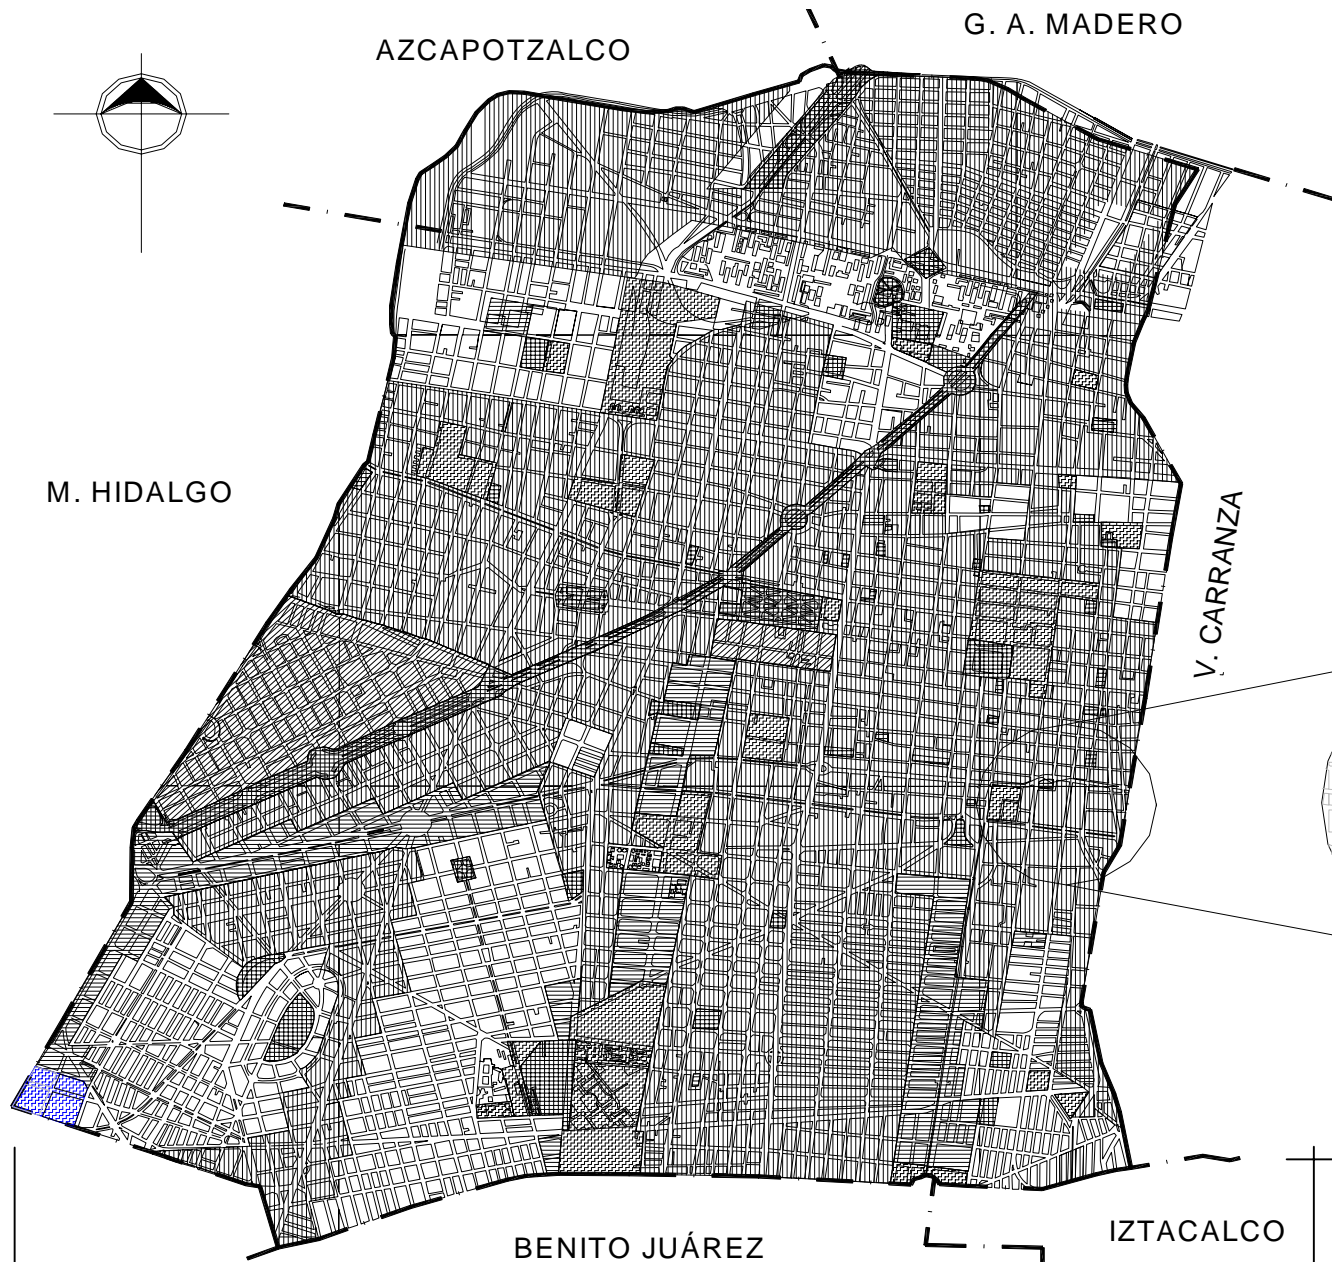 G. A. MADERO
AZCAPOTZALCO
M. HIDALGO
V. CARRANZA
IZTACALCO
BENITO JUÁREZ